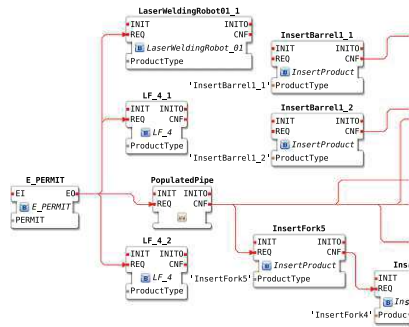 LaserWeldingRobot01_1
INIT INITO
REQ CNF
LaserWeldingRobot_01
ProductType
InsertBarrel1_1
INIT INITO
REQ CNF
InsertProduct
'InsertBarrel1_1' ProductType
LF_4_1
INIT INITO
REQ CNF
LF_4
ProductType
InsertBarrel1_2
INIT INITO
REQ CNF
InsertProduct
'InsertBarrel1_2' ProductType
E_PERMIT
EI EO
E_PERMIT
PERMIT
PopulatedPipe
INIT INITO
REQ CNF
LF_4_2
INIT INITO
REQ CNF
LF_4
ProductType
InsertFork5
INIT INITO
REQ CNF
InsertProduct
'InsertFork5' ProductType
Insa
INIT
REQ
Ins
'InsertFork4' Product